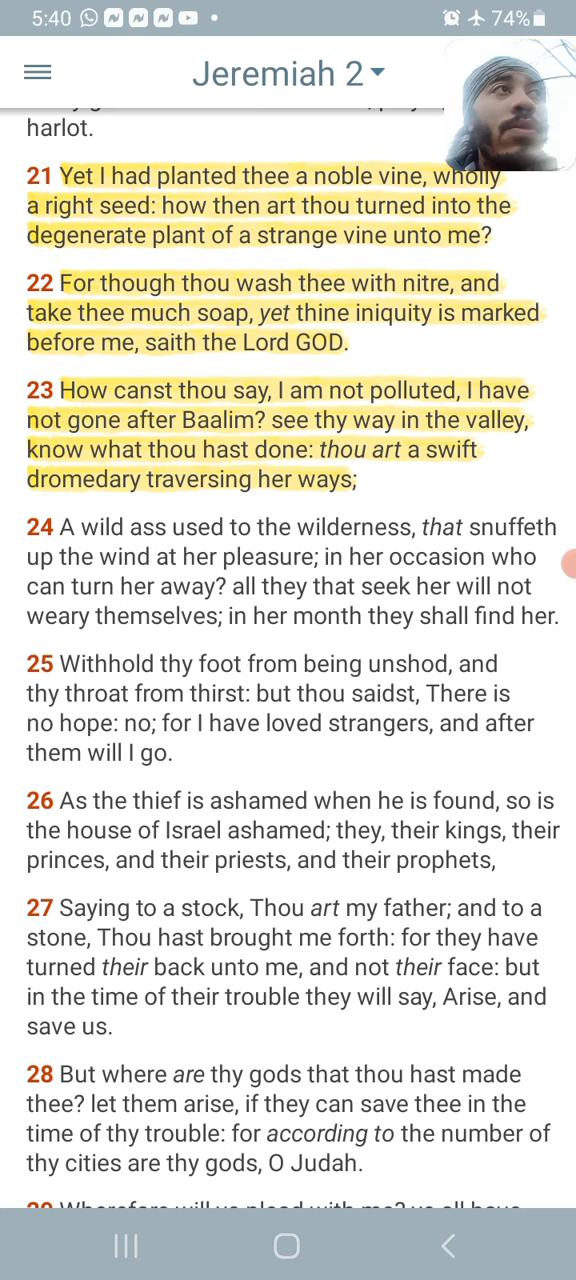 5:40
74%
Jeremiah 2
harlot.
21 Yet I had planted thee a noble vine, wholly
a right seed: how then art thou turned into the
degenerate plant of a strange vine unto me?
22 For though thou wash thee with nitre, and
take thee much soap, yet thine iniquity is marked
before me, saith the Lord GOD.
23 How canst thou say, I am not polluted, I have
not gone after Baalim? see thy way in the valley,
know what thou hast done: thou art a swift
dromedary traversing her ways;
24 A wild ass used to the wilderness, that snuffeth
up the wind at her pleasure; in her occasion who
can turn her away? all they that seek her will not
weary themselves; in her month they shall find her.
25 Withhold thy foot from being unshod, and
thy throat from thirst: but thou saidst, There is
no hope: no; for I have loved strangers, and after
them will I go.
26 As the thief is ashamed when he is found, so is
the house of Israel ashamed; they, their kings, their
princes, and their priests, and their prophets,
27 Saying to a stock, Thou art my father; and to a
stone, Thou hast brought me forth: for they have
turned their back unto me, and not their face: but
in the time of their trouble they will say, Arise, and
save us.
28 But where are thy gods that thou hast made
thee? let them arise, if they can save thee in the
time of thy trouble: for according to the number of
thy cities are thy gods, O Judah.
29 Wherefore will ye plead with me? ye all have